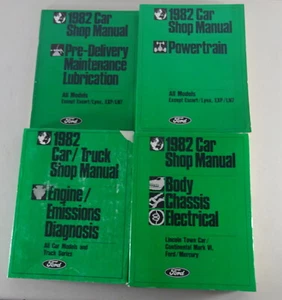 1982 Car
Shop Manual
Pre-Delivery
Maintenance
Lubrication
All Models
Except Escort/Lynx, EXP/LN7
Ford
1982 Car
Shop Manual
Powertrain
All Models
Except Escort/Lynx, EXP/LN7
Ford
1982
Car/Truck
Shop Manual
Engine/
Emissions
Diagnosis
All Car Models and
Truck Series
Ford
1982 Car
Shop Manual
Body
Chassis
Electrical
Lincoln Town Car/
Continental Mark VI,
Ford/Mercury
Ford